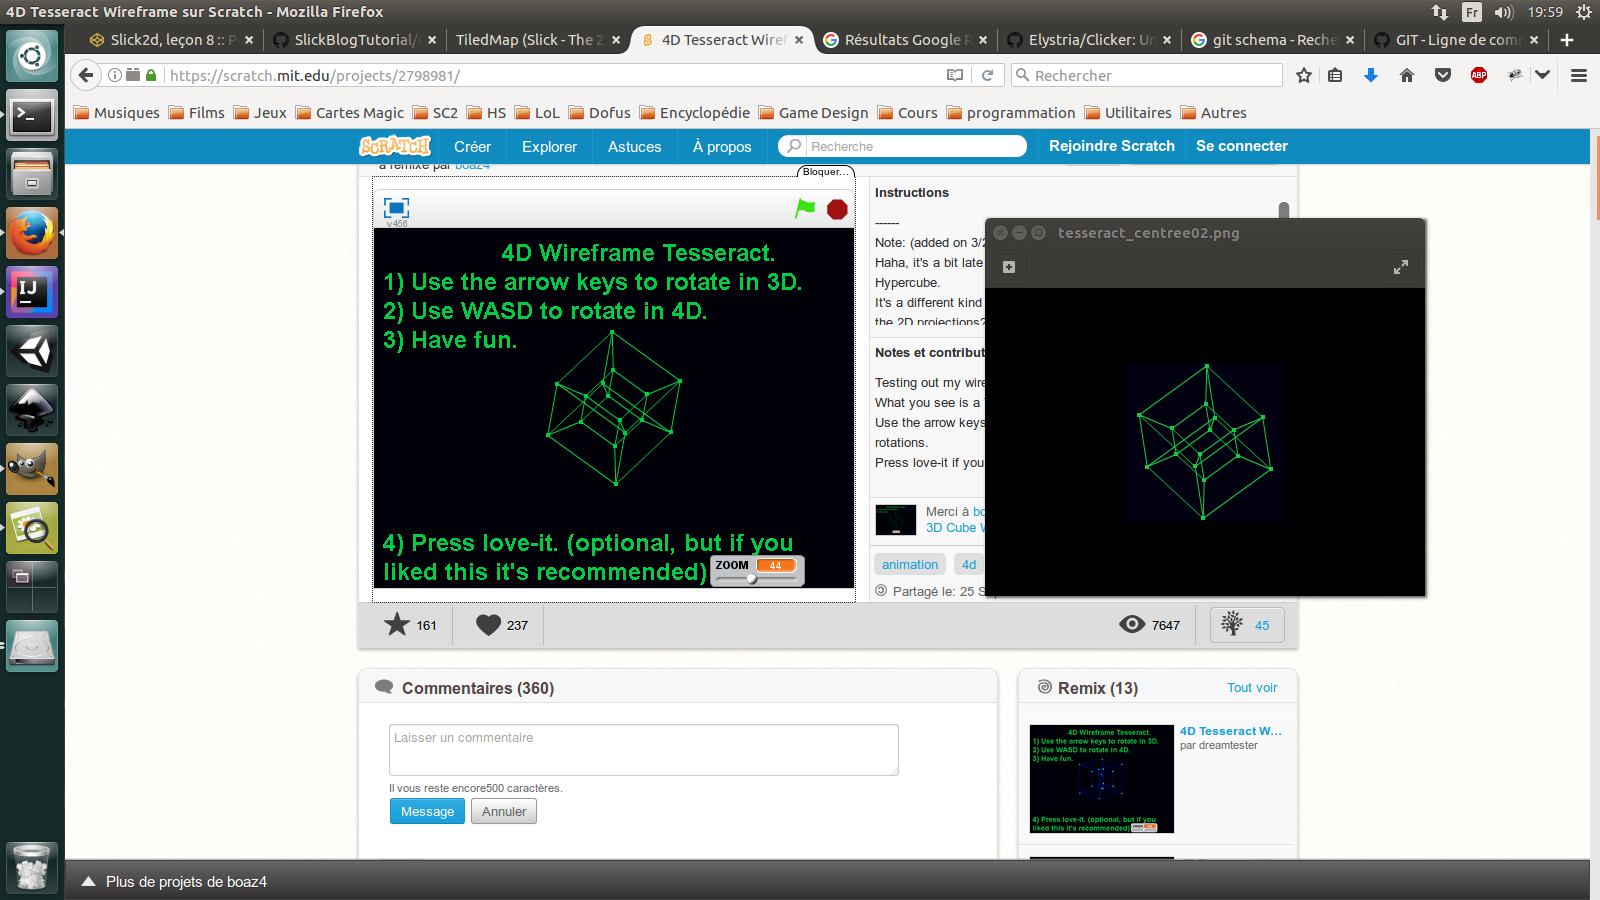 4D Tesseract Wireframe sur Scratch - Mozilla Firefox
Fr
19:59
Slick2d, leçon 8 :: P
SlickBlogTutorial/
TiledMap (Slick - The 2
4D Tesseract Wiref
Résultats Google R
Elystria/Clicker: Un
git schema - Reche
GIT - Ligne de com
https://scratch.mit.edu/projects/2798981/
Rechercher
ABP
Musiques
Films
Jeux
Cartes Magic
SC2
HS
LoL
Dofus
Encyclopédie
Game Design
Cours
programmation
Utilitaires
Autres
SCRATCH
Créer
Explorer
Astuces
À propos
Recherche
Rejoindre Scratch
Se connecter
a remixé par boaz4
Bloquer...
v456
4D Wireframe Tesseract.
1) Use the arrow keys to rotate in 3D.
2) Use WASD to rotate in 4D.
3) Have fun.
4) Press love-it. (optional, but if you
liked this it's recommended)
ZOOM 44
Instructions
------
Note: (added on 3/2
Haha, it's a bit late
Hypercube.
It's a different kind
the 2D projections?
Notes et contribut
Testing out my wire
What you see is a
Use the arrow keys
rotations.
Press love-it if you
Merci à bo
3D Cube W
animation
4d
Partagé le: 25 S
tesseract_centree02.png
161
237
7647
45
Commentaires (360)
Laisser un commentaire
Il vous reste encore500 caractères.
Message
Annuler
Remix (13)
Tout voir
4D Wireframe Tesseract.
1) Use the arrow keys to rotate in 3D.
2) Use WASD to rotate in 4D.
3) Have fun.
4) Press love-it. (optional, but if you
liked this it's recommended)
4D Tesseract W...
par dreamtester
IJ
Plus de projets de boaz4